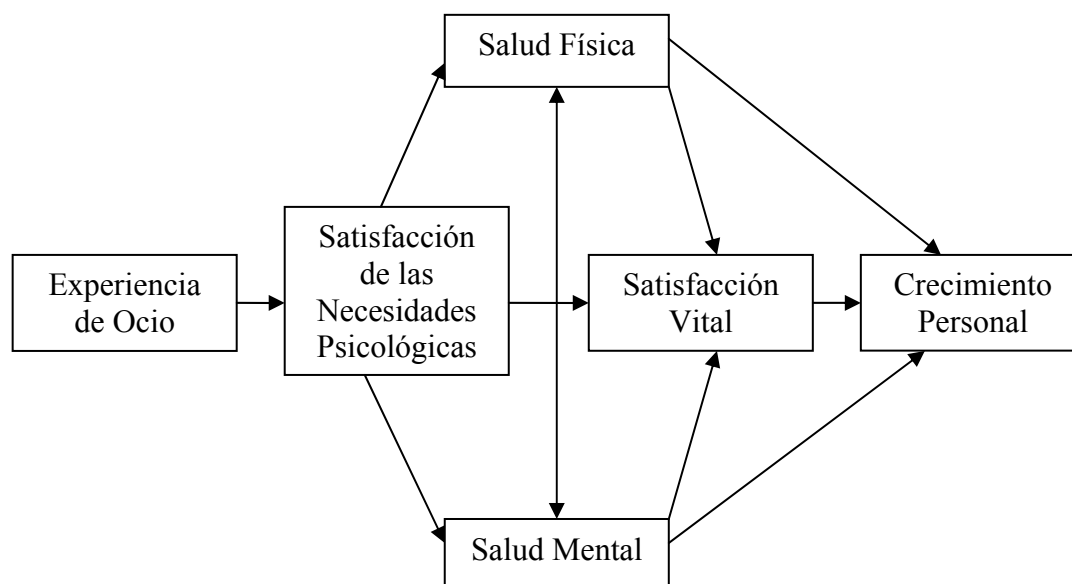 Salud Física
Experiencia
de Ocio
Satisfacción
de las
Necesidades
Psicológicas
Satisfacción
Vital
Crecimiento
Personal
Salud Mental